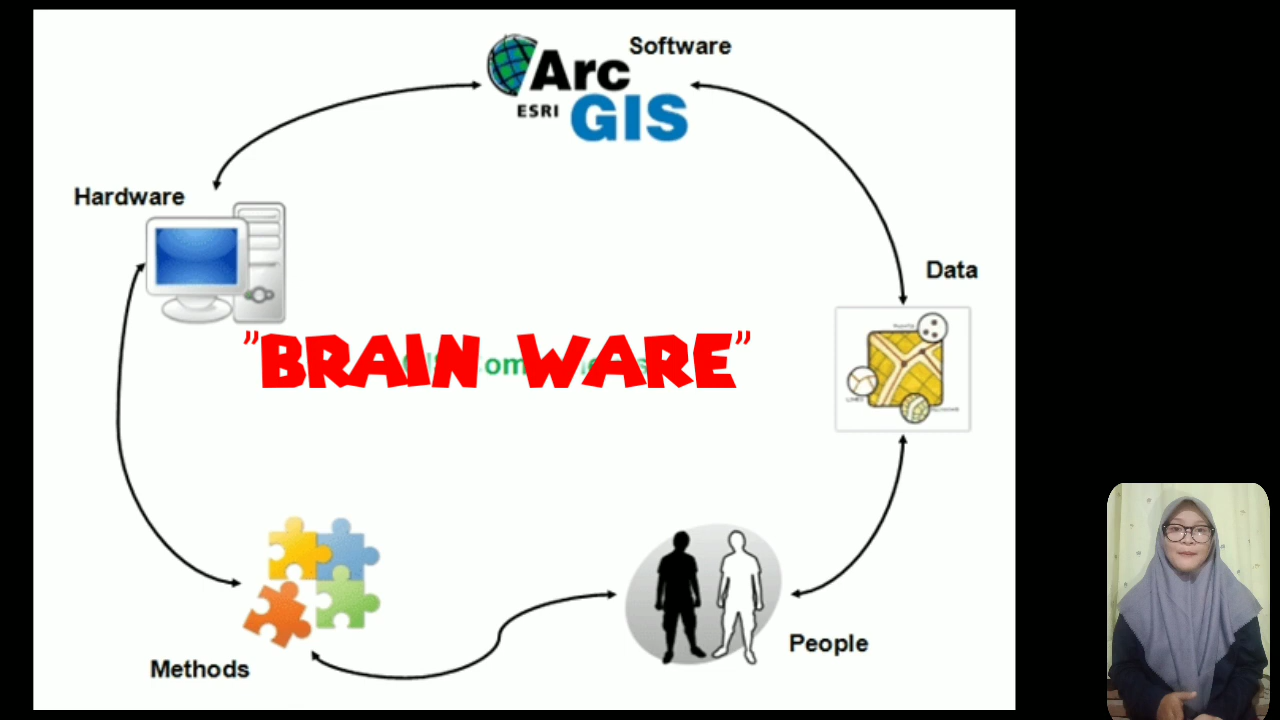 Software
Arc
ESRI
GIS
Hardware
Data
"BRAIN WARE"
People
Methods